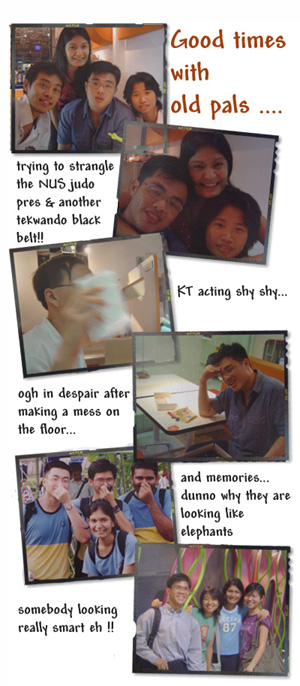 Good times
with
old pals ....
trying to strangle
the NUS judo
pres & another
tekwando black
belt!!
KT acting shy shy...
ogh in despair after
making a mess on
the floor...
and memories...
dunno why they are
looking like
elephants
somebody looking
really smart eh !!
87